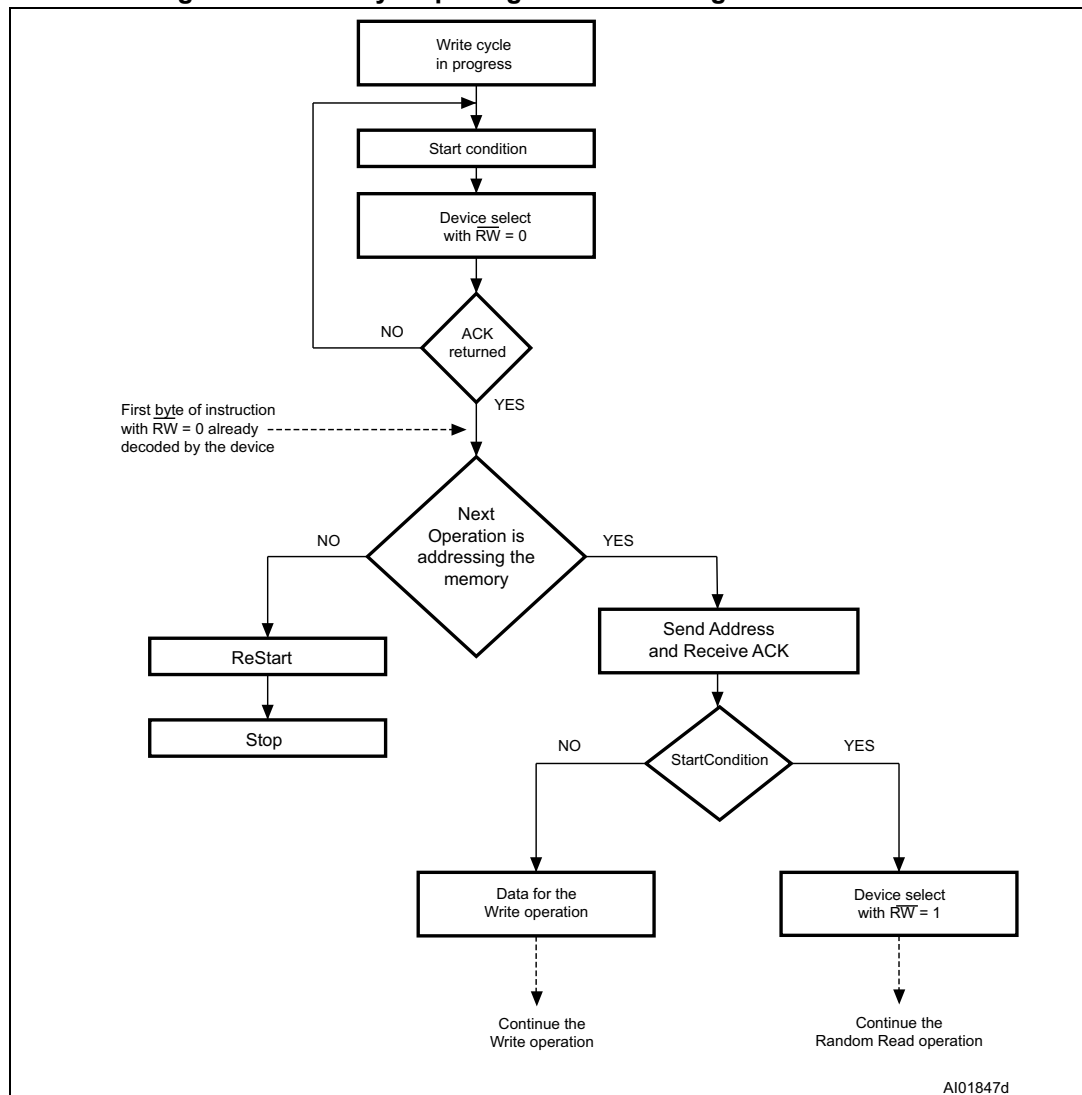 Write cycle
in progress
Start condition
Device select
with RW = 0
NO
ACK
returned
YES
First byte of instruction
with RW = 0 already
decoded by the device
Next
Operation is
addressing the
memory
NO
YES
Send Address
and Receive ACK
ReStart
Stop
NO
StartCondition
YES
Data for the
Write operation
Device select
with RW = 1
Continue the
Write operation
Continue the
Random Read operation
AI01847d